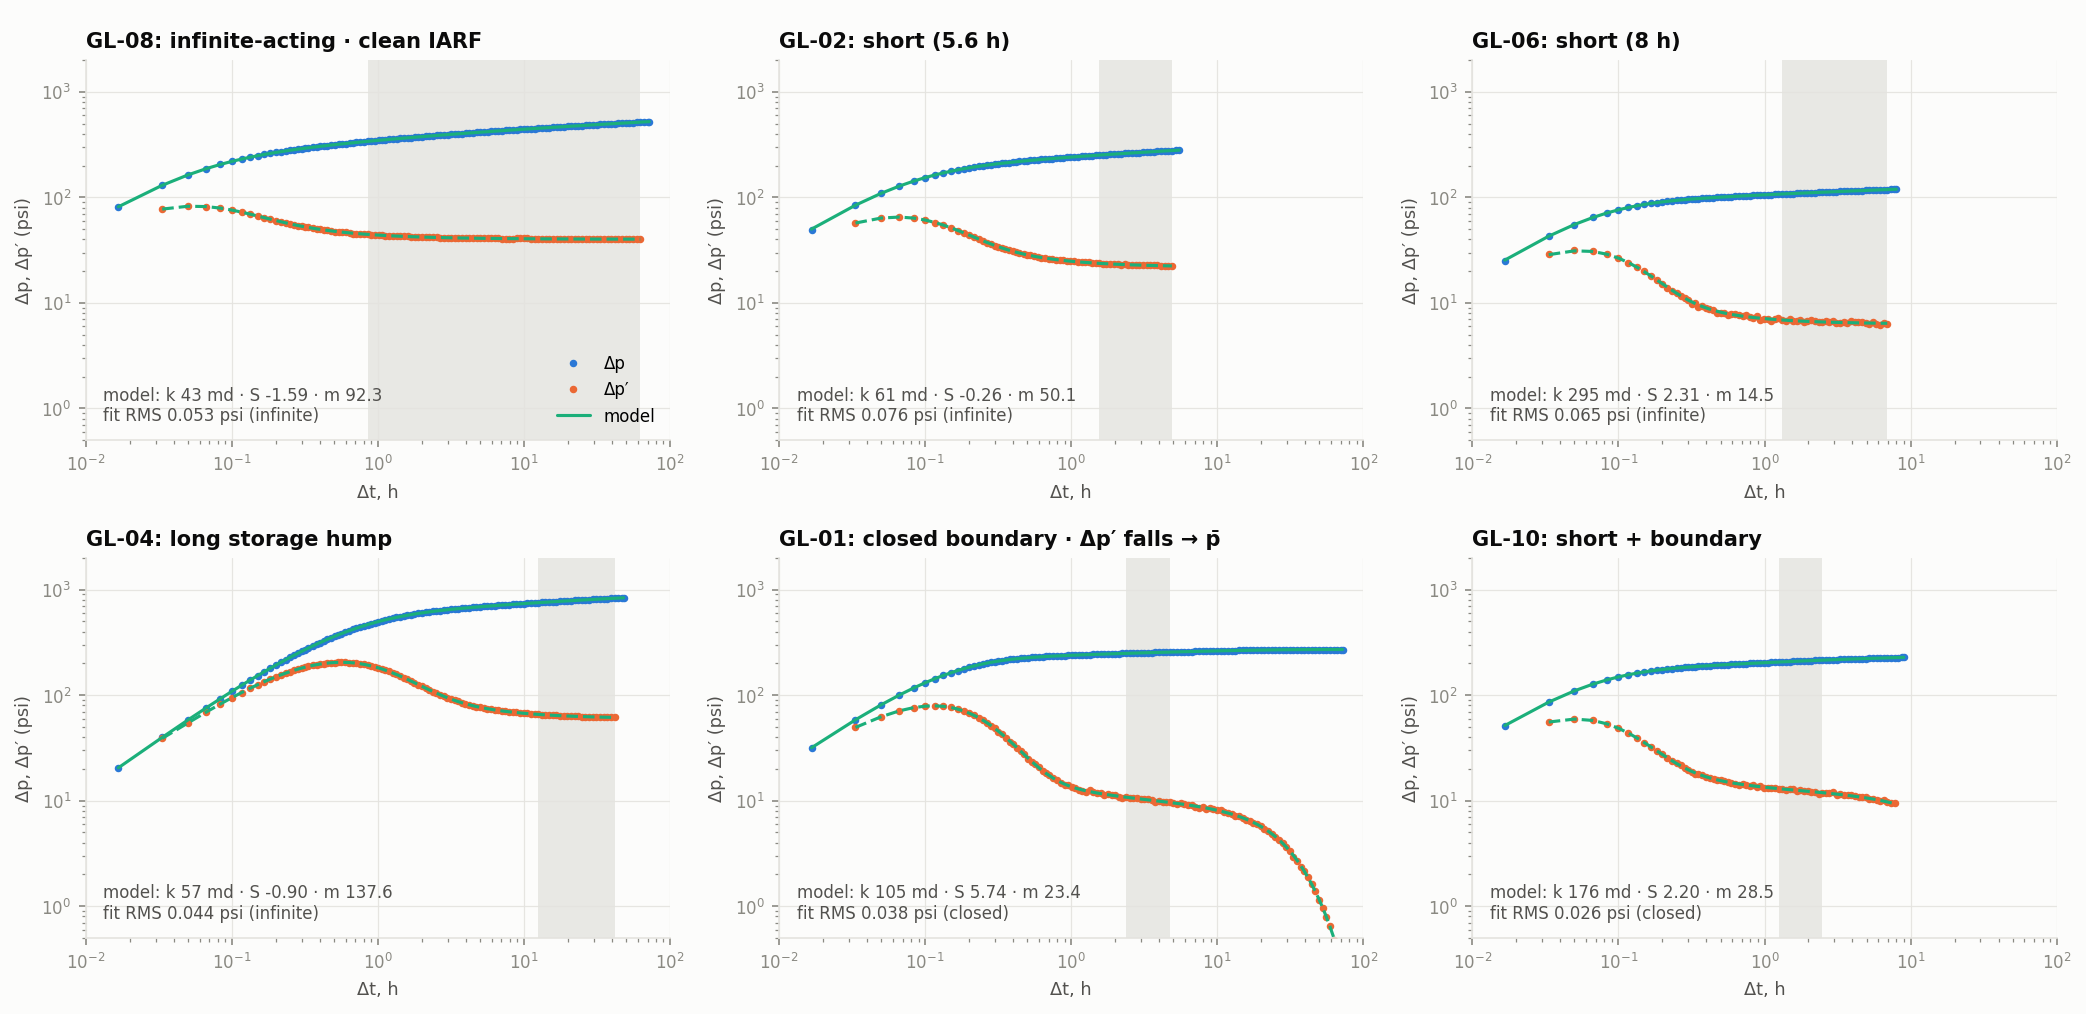 GL-08: infinite-acting · clean IARF
Δp, Δp′ (psi)
10³
10²
10¹
10⁰
Δp
Δp′
model
model: k 43 md · S -1.59 · m 92.3
fit RMS 0.053 psi (infinite)
10⁻² 10⁻¹ 10⁰ 10¹ 10²
Δt, h
GL-02: short (5.6 h)
Δp, Δp′ (psi)
10³
10²
10¹
10⁰
model: k 61 md · S -0.26 · m 50.1
fit RMS 0.076 psi (infinite)
10⁻² 10⁻¹ 10⁰ 10¹ 10²
Δt, h
GL-06: short (8 h)
Δp, Δp′ (psi)
10³
10²
10¹
10⁰
model: k 295 md · S 2.31 · m 14.5
fit RMS 0.065 psi (infinite)
10⁻² 10⁻¹ 10⁰ 10¹ 10²
Δt, h
GL-04: long storage hump
Δp, Δp′ (psi)
10³
10²
10¹
10⁰
model: k 57 md · S -0.90 · m 137.6
fit RMS 0.044 psi (infinite)
10⁻² 10⁻¹ 10⁰ 10¹ 10²
Δt, h
GL-01: closed boundary · Δp′ falls → p̄
Δp, Δp′ (psi)
10³
10²
10¹
10⁰
model: k 105 md · S 5.74 · m 23.4
fit RMS 0.038 psi (closed)
10⁻² 10⁻¹ 10⁰ 10¹ 10²
Δt, h
GL-10: short + boundary
Δp, Δp′ (psi)
10³
10²
10¹
10⁰
model: k 176 md · S 2.20 · m 28.5
fit RMS 0.026 psi (closed)
10⁻² 10⁻¹ 10⁰ 10¹ 10²
Δt, h